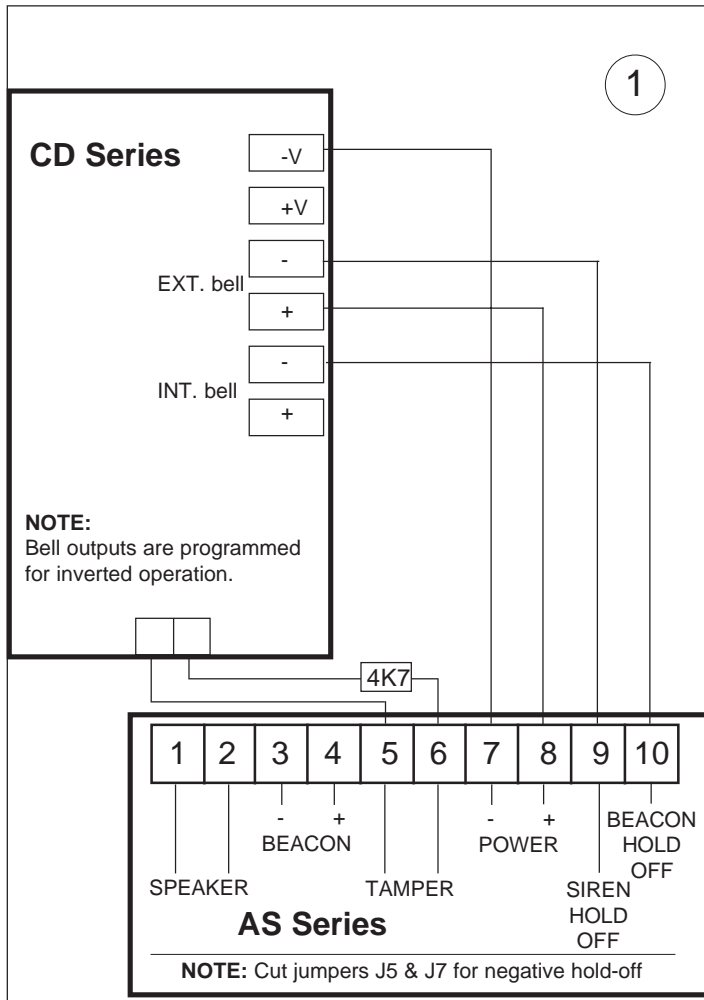 1
CD Series
-V
+V
-
EXT. bell
+
-
INT. bell
+
NOTE:
Bell outputs are programmed
for inverted operation.
4K7
1 2 3 4 5 6 7 8 9 10
- + - +
BEACON
POWER
BEACON
HOLD
OFF
SPEAKER
TAMPER
SIREN
HOLD
OFF
AS Series
NOTE: Cut jumpers J5 & J7 for negative hold-off